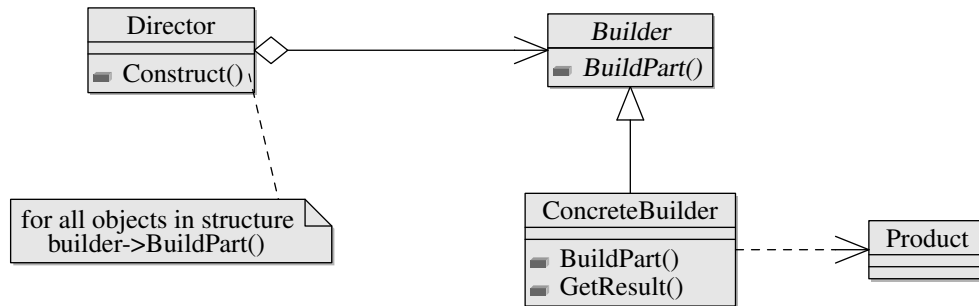 Director
Construct()
Builder
BuildPart()
for all objects in structure
builder->BuildPart()
ConcreteBuilder
BuildPart()
GetResult()
Product